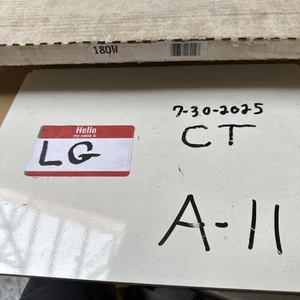 180W
7-30-2025
CT
Hello
my name is
LG
A-11